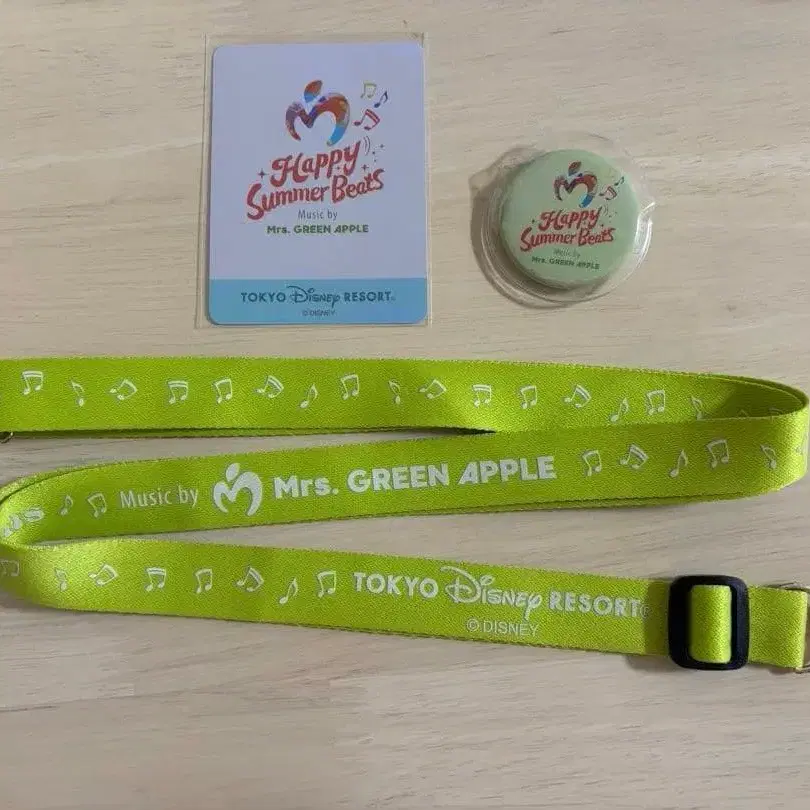 Happy
Summer Beats
Music by
Mrs. GREEN APPLE
TOKYO Disney RESORT®
© DISNEY
Happy
Summer Beats
Music by
Mrs. GREEN APPLE
Music by Mrs. GREEN APPLE
TOKYO Disney RESORT®
© DISNEY